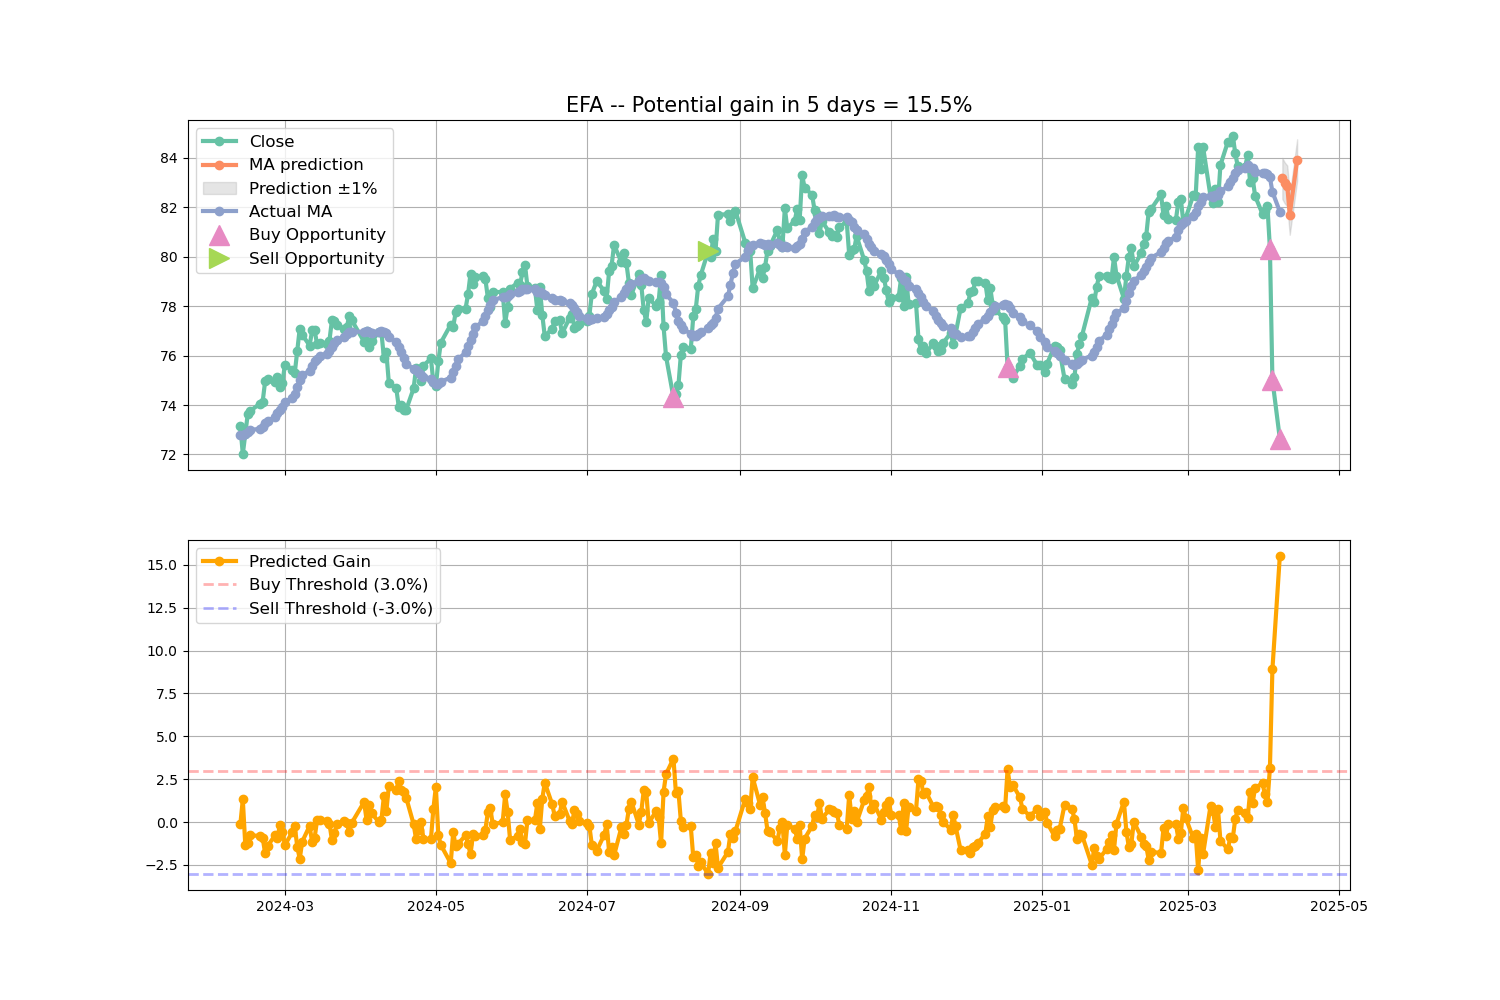 EFA -- Potential gain in 5 days = 15.5%
Close
MA prediction
Prediction ±1%
Actual MA
Buy Opportunity
Sell Opportunity
84
82
80
78
76
74
72
Predicted Gain
Buy Threshold (3.0%)
Sell Threshold (-3.0%)
15.0
12.5
10.0
7.5
5.0
2.5
0.0
−2.5
2024-03
2024-05
2024-07
2024-09
2024-11
2025-01
2025-03
2025-05